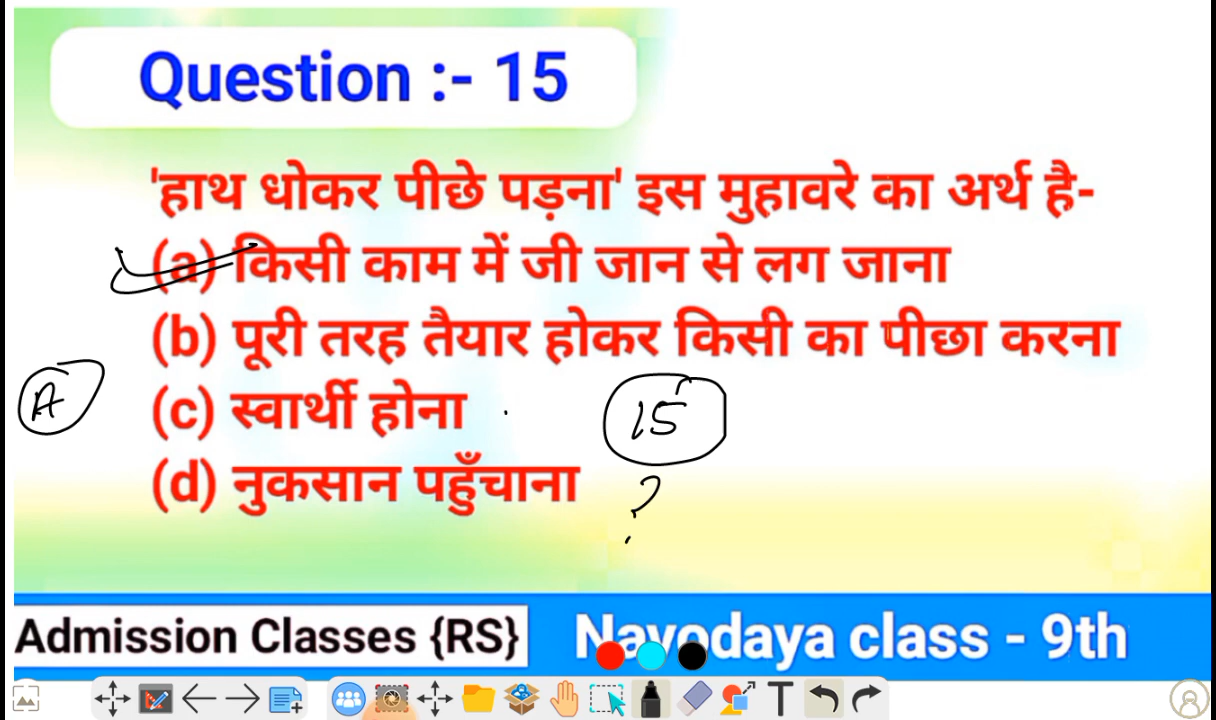 Question :- 15
'हाथ धोकर पीछे पड़ना' इस मुहावरे का अर्थ है-
(a) किसी काम में जी जान से लग जाना
(b) पूरी तरह तैयार होकर किसी का पीछा करना
A
(c) स्वार्थी होना
15
(d) नुकसान पहुँचाना
?
Admission Classes {RS}
Navodaya class - 9th
T